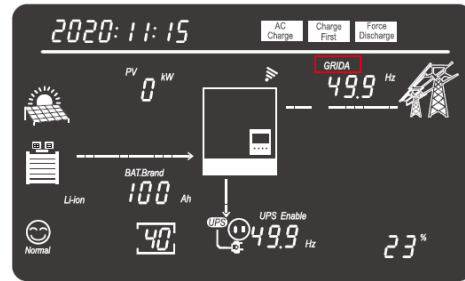 2020:11:15
AC Charge
Charge First
Force Discharge
PV 0 kW
GRIDA
49.9 Hz
BAT.Brand
Li-ion 100 Ah
Normal
40
UPS
UPS Enable
49.9 Hz
23%